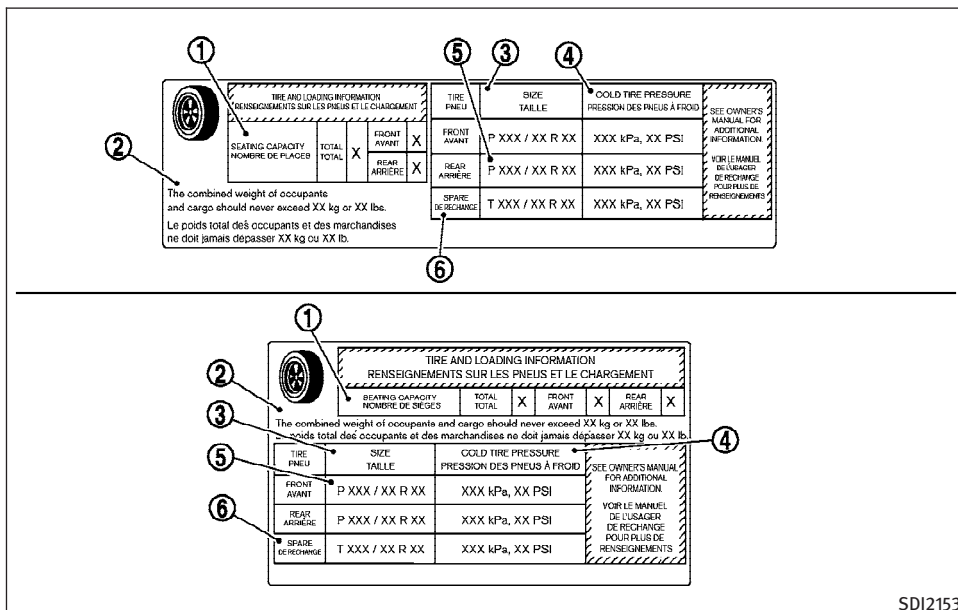 ① ⑤ ③ ④
TIRE AND LOADING INFORMATION
RENSEIGNEMENTS SUR LES PNEUS ET LE CHARGEMENT
SEATING CAPACITY
NOMBRE DE PLACES
TOTAL
TOTAL
X
FRONT
AVANT
X
REAR
ARRIÈRE
X
②
The combined weight of occupants
and cargo should never exceed XX kg or XX lbs.
Le poids total des occupants et des marchandises
ne doit jamais dépasser XX kg ou XX lb.
TIRE
PNEU
SIZE
TAILLE
COLD TIRE PRESSURE
PRESSION DES PNEUS À FROID
FRONT
AVANT
P XXX / XX R XX
XXX kPa, XX PSI
REAR
ARRIÈRE
P XXX / XX R XX
XXX kPa, XX PSI
SPARE
DE RECHANGE
T XXX / XX R XX
XXX kPa, XX PSI
SEE OWNER'S
MANUAL FOR
ADDITIONAL
INFORMATION
VOIR LE MANUEL
DE L'USAGER
DE RECHANGE
POUR PLUS DE
RENSEIGNEMENTS
⑥
①
TIRE AND LOADING INFORMATION
RENSEIGNEMENTS SUR LES PNEUS ET LE CHARGEMENT
②
SEATING CAPACITY
NOMBRE DE SIÈGES
TOTAL
TOTAL
X
FRONT
AVANT
X
REAR
ARRIÈRE
X
The combined weight of occupants and cargo should never exceed XX kg or XX lbs.
Le poids total des occupants et des marchandises ne doit jamais dépasser XX kg ou XX lb.
③
④
TIRE
PNEU
SIZE
TAILLE
COLD TIRE PRESSURE
PRESSION DES PNEUS À FROID
⑤
FRONT
AVANT
P XXX / XX R XX
XXX kPa, XX PSI
REAR
ARRIÈRE
P XXX / XX R XX
XXX kPa, XX PSI
⑥
SPARE
DE RECHANGE
T XXX / XX R XX
XXX kPa, XX PSI
SEE OWNER'S MANUAL
FOR ADDITIONAL
INFORMATION.
VOIR LE MANUEL
DE L'USAGER
DE RECHANGE
POUR PLUS DE
RENSEIGNEMENTS
SDI2153